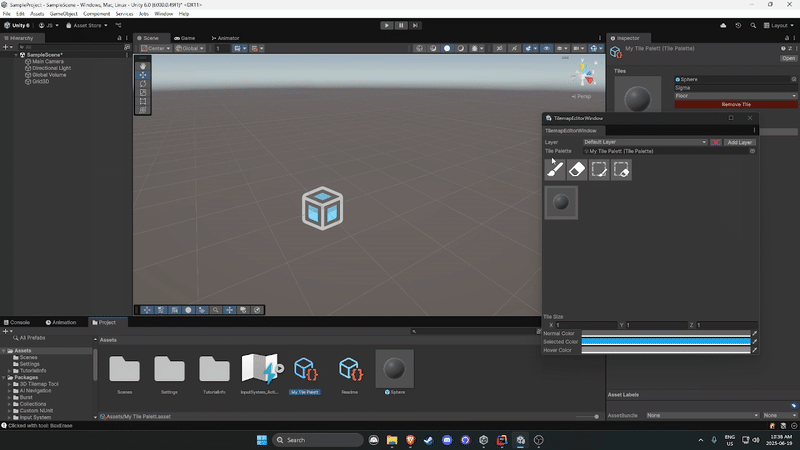 SampleProject - SampleScene - Windows, Mac, Linux - Unity 6.0 <DX11>
File Edit Assets GameObject Component Services Jobs Window Help
Unity 6 JS Asset Store Layout
Hierarchy Scene Game Animator Inspector
All Center Global 1 My Tile Palett (Tile Palette)
SampleScene* Open
Main Camera
Directional Light
Global Volume
Grid3D
Persp
Tiles
Sphere
Sigma
Floor
Remove Tile
TilemapEditorWindow
TilemapEditorWindow
Layer Default Layer Add Layer
Tile Palette My Tile Palett (Tile Palette)
Tile Size
X 1 Y 1 Z 1
Normal Color
Selected Color
Hover Color
Console Animation Project
All Prefabs
Assets
Scenes
Settings
TutorialInfo
Packages
3D Tilemap Tool
AI Navigation
Burst
Collections
Custom NUnit
Input System
Assets
Scenes Settings TutorialInfo InputSystem_Acti... My Tile Palett Readme Sphere
Assets/My Tile Palett.asset
Asset Labels
AssetBundle None None
Clicked with tool: BoxErase
Search
ENG
US
10:38 AM
2025-06-19